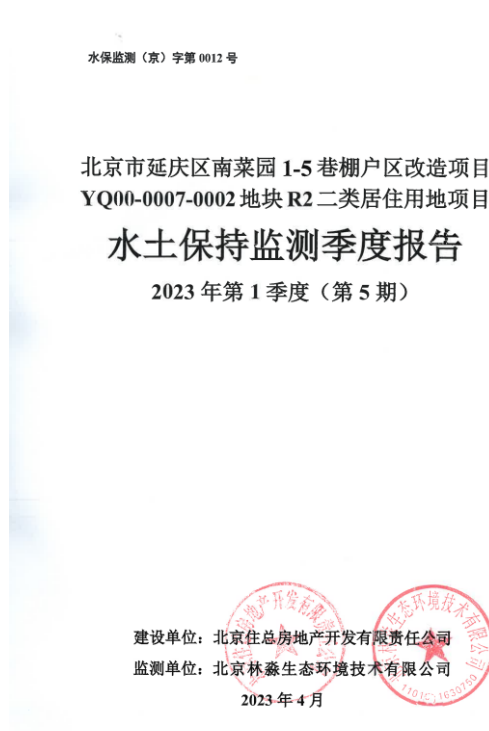 水保监测（京）字第 0012 号
北京市延庆区南菜园 1-5 巷棚户区改造项目
YQ00-0007-0002 地块 R2 二类居住用地项目
水土保持监测季度报告
2023 年第 1 季度（第 5 期）
建设单位：北京住总房地产开发有限责任公司
监测单位：北京林淼生态环境技术有限公司
2023 年 4 月